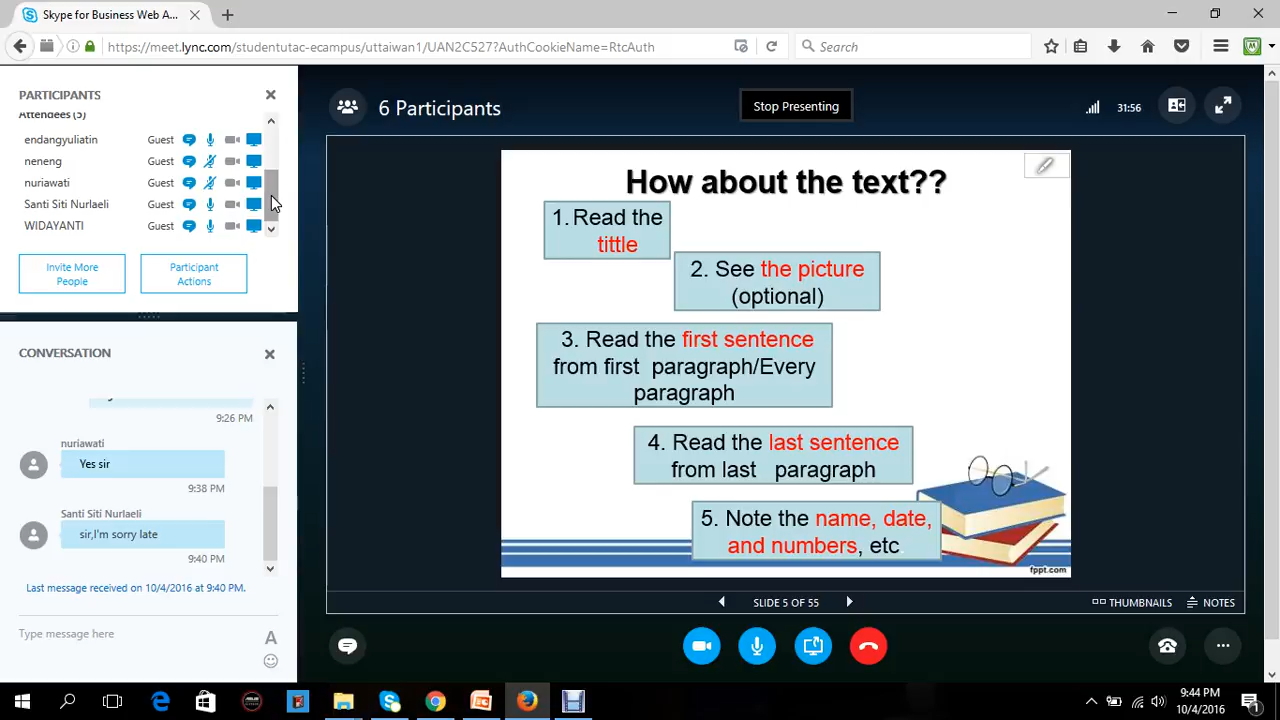 Skype for Business Web A...
https://meet.lync.com/studentutac-ecampus/uttaiwan1/UAN2C527?AuthCookieName=RtcAuth
Search
PARTICIPANTS
Attendees (5)
endangyuliatin Guest
neneng Guest
nuriawati Guest
Santi Siti Nurlaeli Guest
WIDAYANTI Guest
Invite More
People
Participant
Actions
CONVERSATION
9:26 PM
nuriawati
Yes sir
9:38 PM
Santi Siti Nurlaeli
sir,I'm sorry late
9:40 PM
Last message received on 10/4/2016 at 9:40 PM.
Type message here
A
6 Participants
Stop Presenting
31:56
How about the text??
1. Read the
tittle
2. See the picture
(optional)
3. Read the first sentence
from first paragraph/Every
paragraph
4. Read the last sentence
from last paragraph
5. Note the name, date,
and numbers, etc.
fppt.com
SLIDE 5 OF 55
THUMBNAILS
NOTES
9:44 PM
10/4/2016